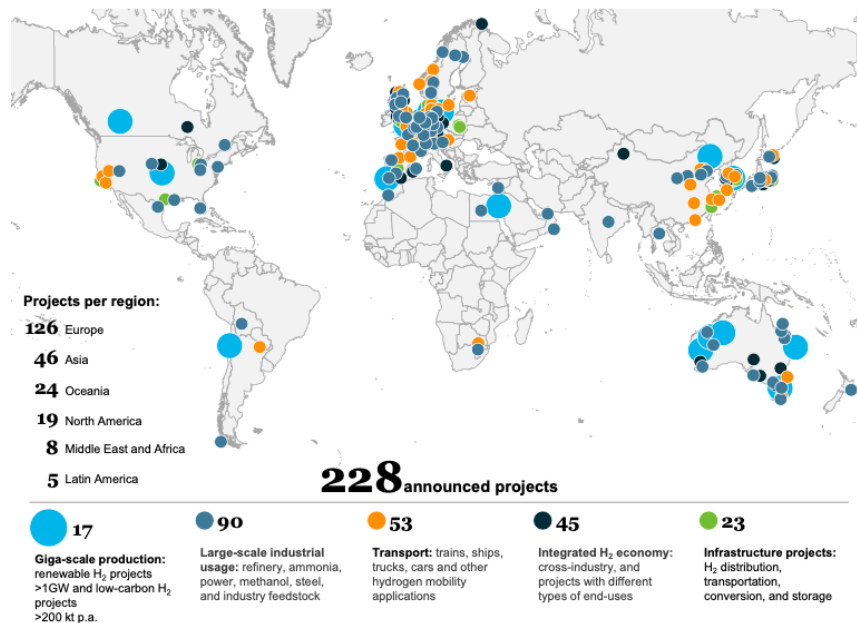 Projects per region:
126 Europe
46 Asia
24 Oceania
19 North America
8 Middle East and Africa
5 Latin America
228 announced projects
17
Giga-scale production:
renewable H₂ projects
>1GW and low-carbon H₂
projects
>200 kt p.a.
90
Large-scale industrial
usage: refinery, ammonia,
power, methanol, steel,
and industry feedstock
53
Transport: trains, ships,
trucks, cars and other
hydrogen mobility
applications
45
Integrated H₂ economy:
cross-industry, and
projects with different
types of end-uses
23
Infrastructure projects:
H₂ distribution,
transportation,
conversion, and storage